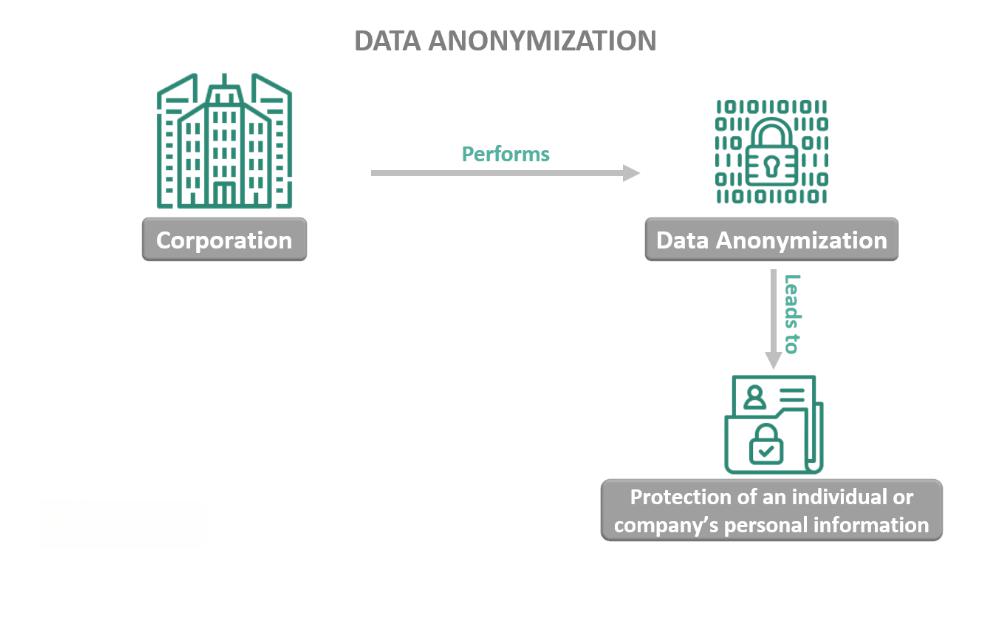 DATA ANONYMIZATION
Performs
Corporation
Data Anonymization
Leads to
Protection of an individual or
company's personal information